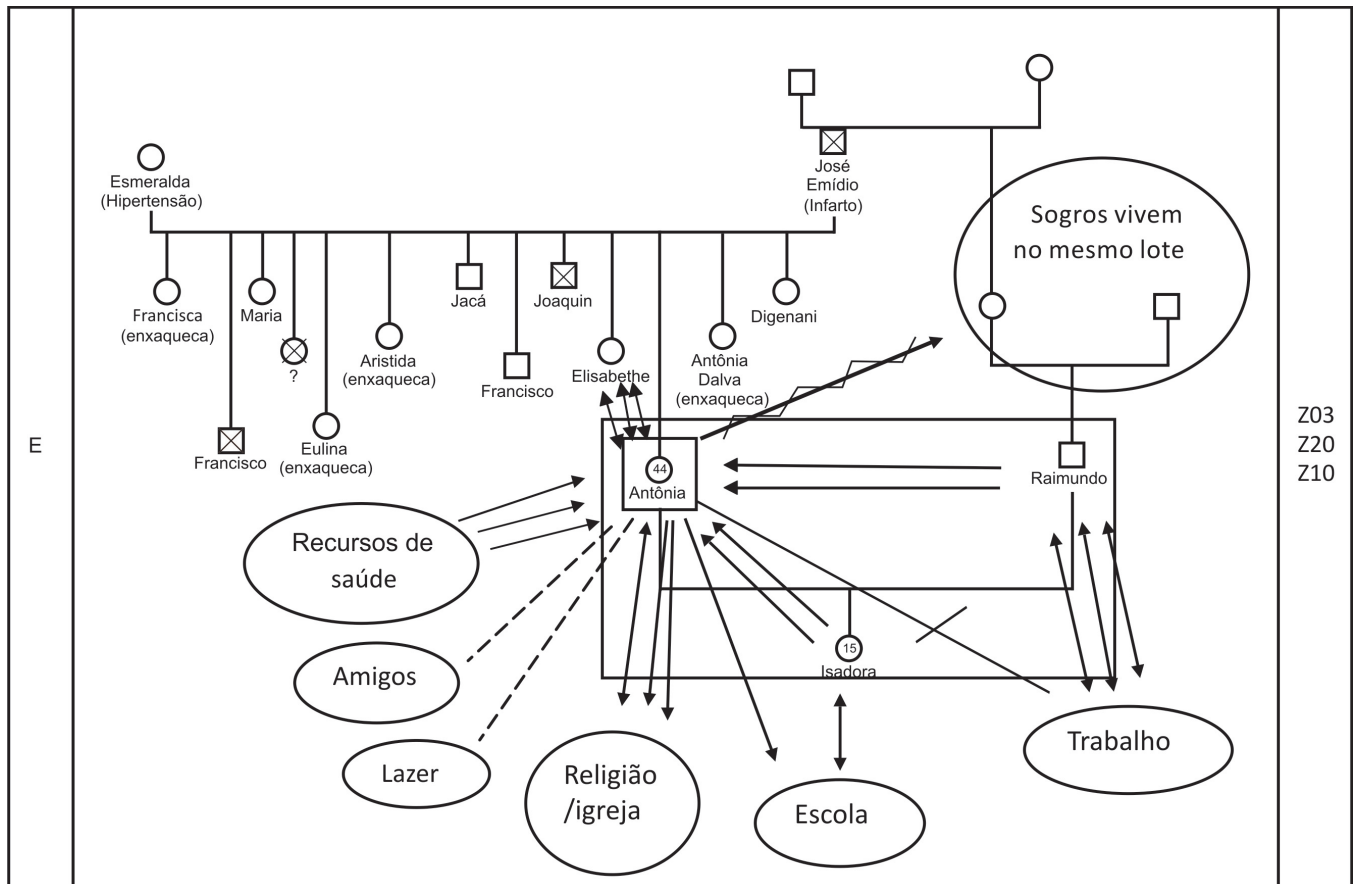 E
Esmeralda
(Hipertensão)
José
Emídio
(Infarto)
Sogros vivem
no mesmo lote
Francisca
(enxaqueca)
Maria
?
Aristida
(enxaqueca)
Jacá
Joaquin
Digenani
Francisco
Elisabethe
Antônia
Dalva
(enxaqueca)
Francisco
Eulina
(enxaqueca)
44
Antônia
Raimundo
Z03
Z20
Z10
Recursos de
saúde
15
Isadora
Amigos
Lazer
Religião
/igreja
Escola
Trabalho